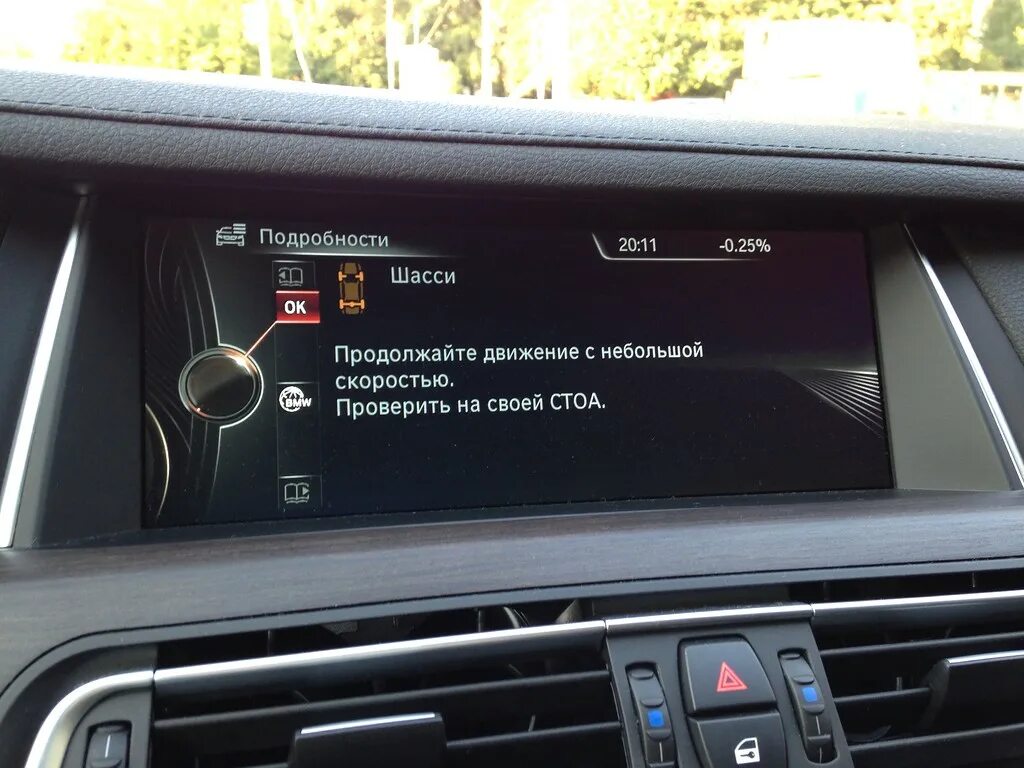 Подробности
20:11 -0.25%
Шасси
OK
Продолжайте движение с небольшой
скоростью.
Проверить на своей СТОА.
BMW